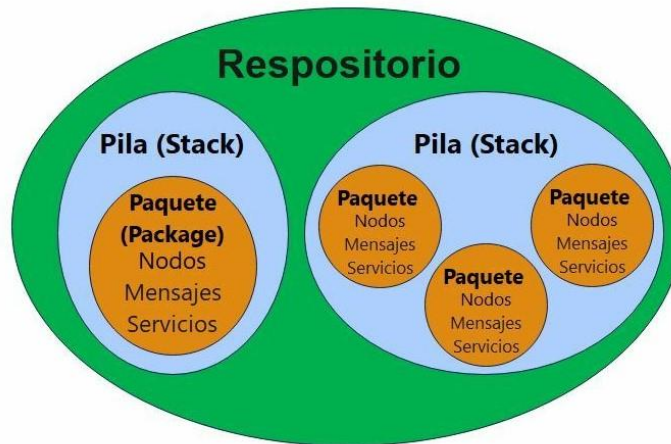 Respositorio
Pila (Stack)
Paquete
(Package)
Nodos
Mensajes
Servicios
Pila (Stack)
Paquete
Nodos
Mensajes
Servicios
Paquete
Nodos
Mensajes
Servicios
Paquete
Nodos
Mensajes
Servicios